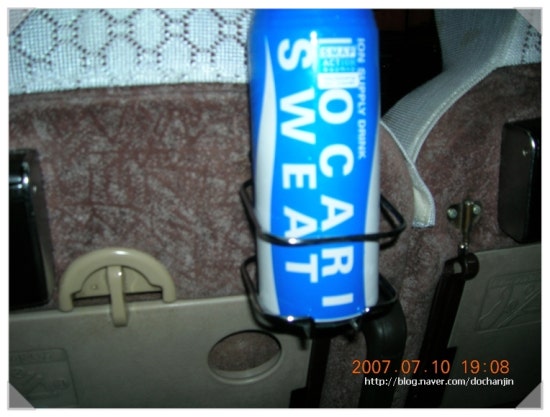 ION SUPPLY DRINK
OCARI
SWEAT
2007.07.10 19:08
http://blog.naver.com/dochanjin